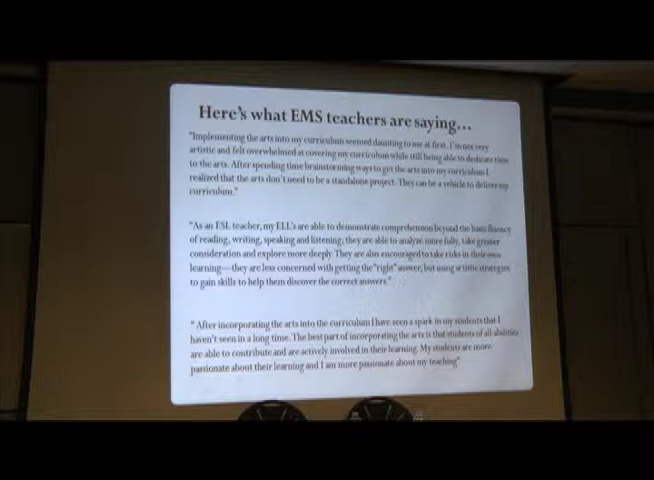 Here's what EMS teachers are saying...
"Implementing the arts into my curriculum seemed daunting to me at first. I'm not very
artistic and felt overwhelmed at covering my curriculum while still being able to dedicate time
to the arts. After spending time brainstorming ways to get the arts into my curriculum I
realized that the arts don't need to be a standalone project. They can be a vehicle to deliver my
curriculum."
"As an ESL teacher, my ELL's are able to demonstrate comprehension beyond the basic fluency
of reading, writing, speaking and listening; they are able to analyze more fully, take greater
consideration and explore more deeply. They are also encouraged to take risks in their own
learning—they are less concerned with getting the "right" answer, but using artistic strategies
to gain skills to help them discover the correct answers."
" After incorporating the arts into the curriculum I have seen a spark in my students that I
haven't seen in a long time. The best part of incorporating the arts is that students of all abilities
are able to contribute and are actively involved in their learning. My students are more
passionate about their learning and I am more passionate about my teaching"